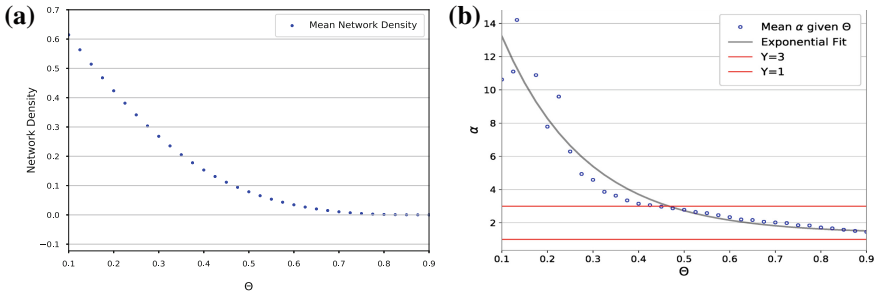 (a)
0.7
0.6
0.5
0.4
0.3
0.2
0.1
0.0
−0.1
Network Density
Mean Network Density
0.1 0.2 0.3 0.4 0.5 0.6 0.7 0.8 0.9
Θ
(b)
14
12
10
8
6
4
2
α
Mean α given Θ
Exponential Fit
Y=3
Y=1
0.1 0.2 0.3 0.4 0.5 0.6 0.7 0.8 0.9
Θ